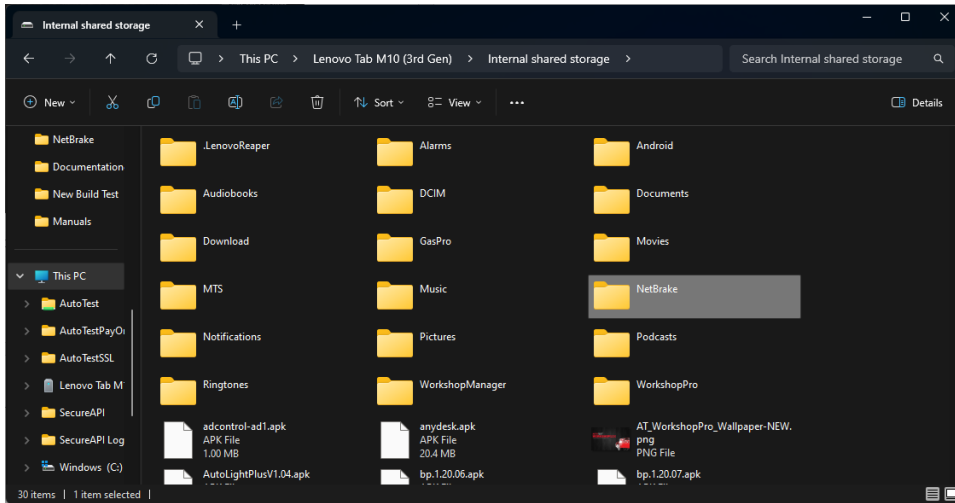 Internal shared storage
This PC > Lenovo Tab M10 (3rd Gen) > Internal shared storage >
Search Internal shared storage
New
Sort
View
Details
NetBrake
Documentation
New Build Test
Manuals
This PC
AutoTest
AutoTestPayO
AutoTestSSL
Lenovo Tab M
SecureAPI
SecureAPI Log
Windows (C:)
.LenovoReaper
Alarms
Android
Audiobooks
DCIM
Documents
Download
GasPro
Movies
MTS
Music
NetBrake
Notifications
Pictures
Podcasts
Ringtones
WorkshopManager
WorkshopPro
adcontrol-ad1.apk
APK File
1.00 MB
anydesk.apk
APK File
20.4 MB
AT_WorkshopPro_Wallpaper-NEW.
png
PNG File
AutoLightPlusV1.04.apk
bp.1.20.06.apk
bp.1.20.07.apk
30 items | 1 item selected |